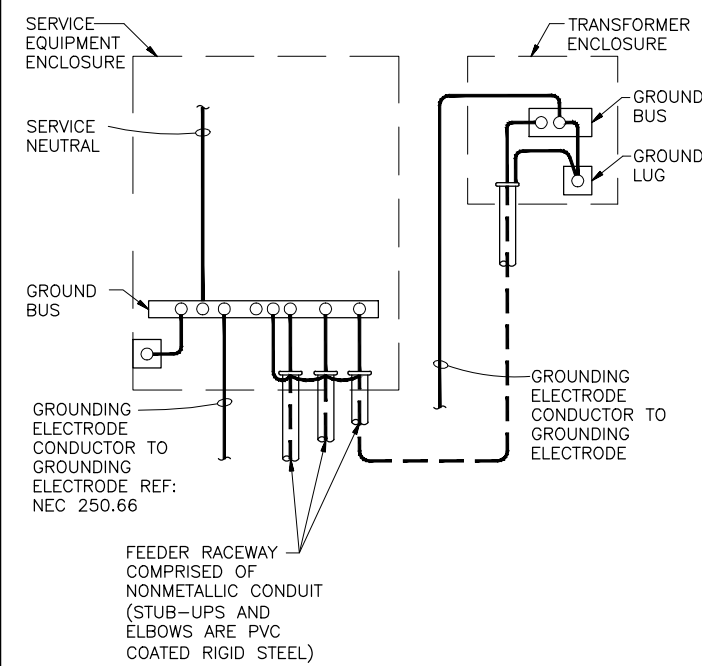 SERVICE
EQUIPMENT
ENCLOSURE
TRANSFORMER
ENCLOSURE
SERVICE
NEUTRAL
GROUND
BUS
GROUND
LUG
GROUND
BUS
GROUNDING
ELECTRODE
CONDUCTOR TO
GROUNDING
ELECTRODE REF:
NEC 250.66
GROUNDING
ELECTRODE
CONDUCTOR TO
GROUNDING
ELECTRODE
FEEDER RACEWAY
COMPRISED OF
NONMETALLIC CONDUIT
(STUB-UPS AND
ELBOWS ARE PVC
COATED RIGID STEEL)